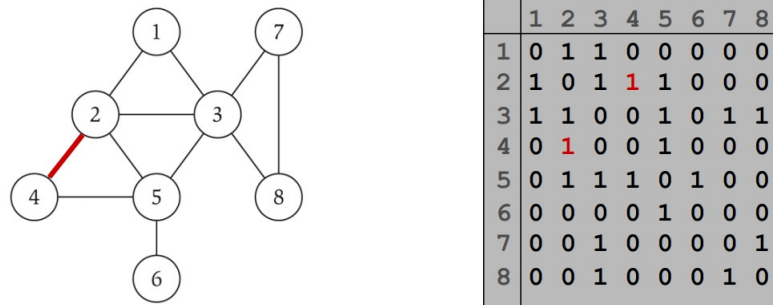 1 7
2 3
4 5 8
6
1 2 3 4 5 6 7 8
1 0 1 1 0 0 0 0 0
2 1 0 1 1 1 0 0 0
3 1 1 0 0 1 0 1 1
4 0 1 0 0 1 0 0 0
5 0 1 1 1 0 1 0 0
6 0 0 0 0 1 0 0 0
7 0 0 1 0 0 0 0 1
8 0 0 1 0 0 0 1 0